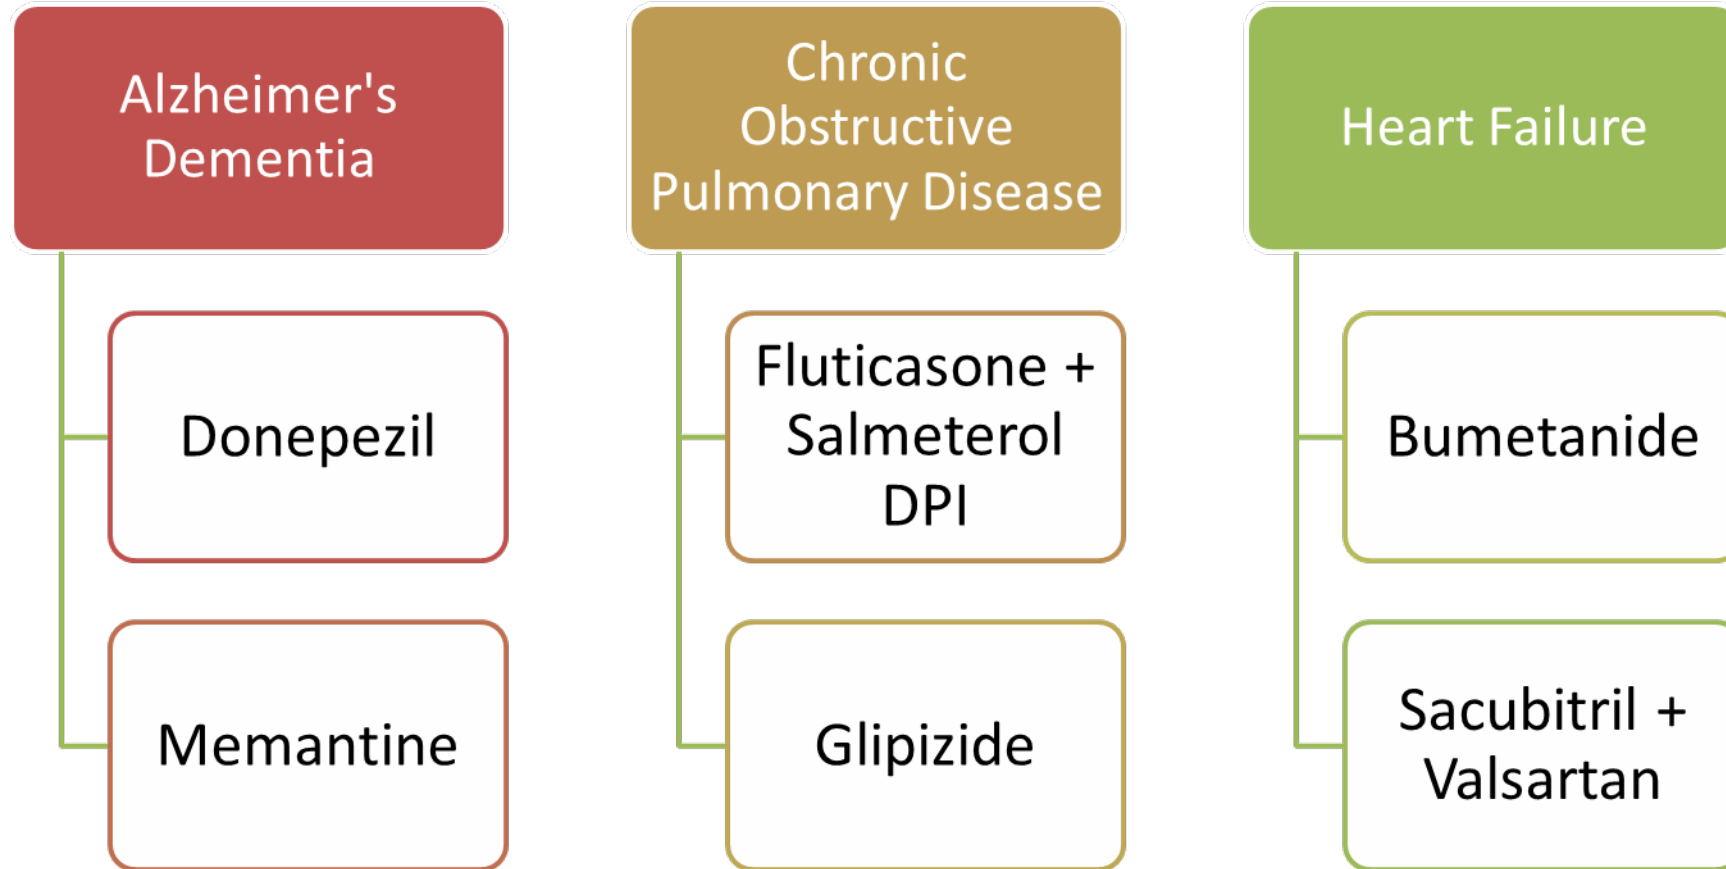 Alzheimer's
Dementia
Donepezil
Memantine
Chronic
Obstructive
Pulmonary Disease
Fluticasone +
Salmeterol
DPI
Glipizide
Heart Failure
Bumetanide
Sacubitril +
Valsartan